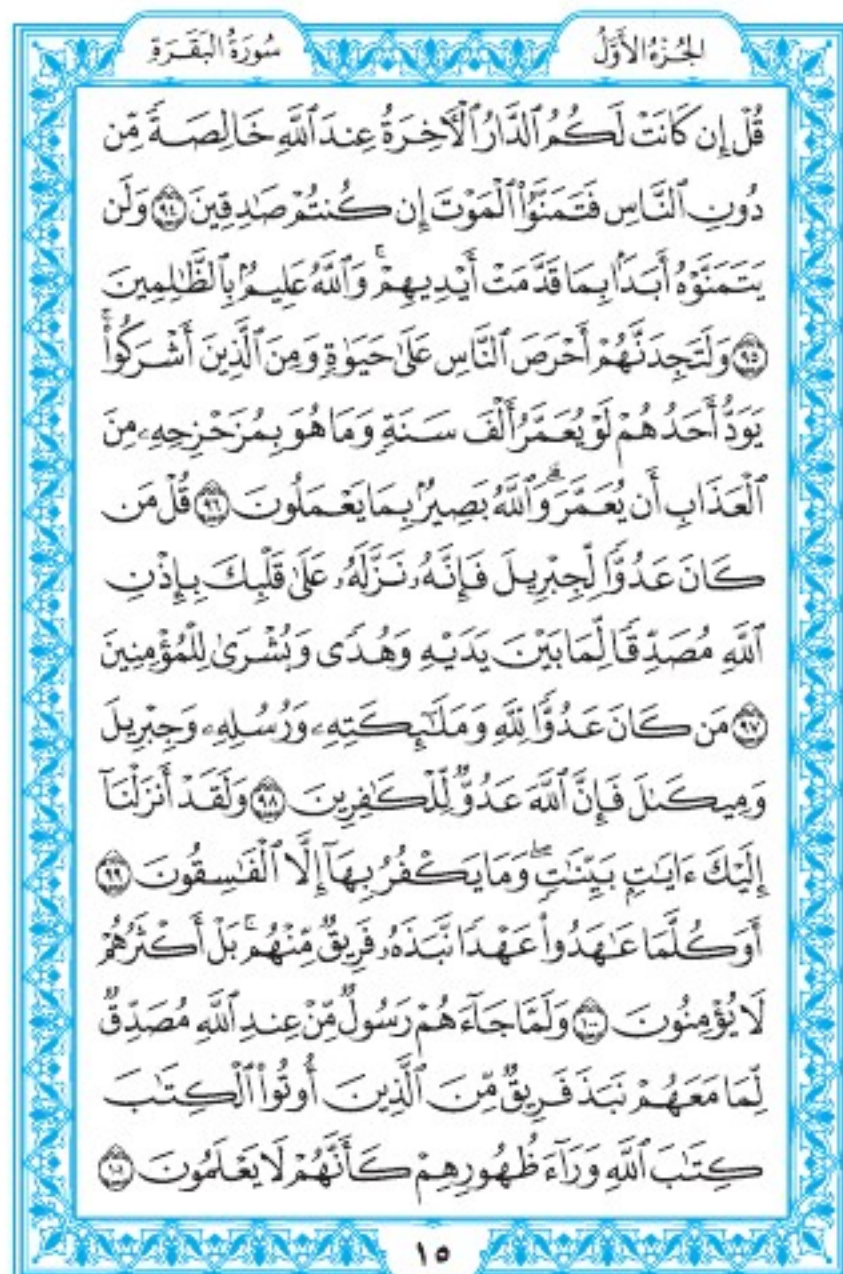 الجُزْءُ الأَوَّلُ
سُورَةُ البَقَرَةِ
قُلْ إِن كَانَتْ لَكُمُ ٱلدَّارُ ٱلْأَخِرَةُ عِندَ ٱللَّهِ خَالِصَةً مِّن
دُونِ ٱلنَّاسِ فَتَمَنَّوُا۟ ٱلْمَوْتَ إِن كُنتُمْ صَـٰدِقِينَ ٩٤ وَلَن
يَتَمَنَّوْهُ أَبَدَۢا بِمَا قَدَّمَتْ أَيْدِيهِمْ ۗ وَٱللَّهُ عَلِيمُۢ بِٱلظَّـٰلِمِينَ
٩٥ وَلَتَجِدَنَّهُمْ أَحْرَصَ ٱلنَّاسِ عَلَىٰ حَيَوٰةٍ وَمِنَ ٱلَّذِينَ أَشْرَكُوا۟ ۚ
يَوَدُّ أَحَدُهُمْ لَوْ يُعَمَّرُ أَلْفَ سَنَةٍ وَمَا هُوَ بِمُزَحْزِحِهِۦ مِنَ
ٱلْعَذَابِ أَن يُعَمَّرَ ۗ وَٱللَّهُ بَصِيرُۢ بِمَا يَعْمَلُونَ ٩٦ قُلْ مَن
كَانَ عَدُوًّا لِّجِبْرِيلَ فَإِنَّهُۥ نَزَّلَهُۥ عَلَىٰ قَلْبِكَ بِإِذْنِ
ٱللَّهِ مُصَدِّقًا لِّمَا بَيْنَ يَدَيْهِ وَهُدًى وَبُشْرَىٰ لِلْمُؤْمِنِينَ
٩٧ مَن كَانَ عَدُوًّا لِّلَّهِ وَمَلَـٰٓئِكَتِهِۦ وَرُسُلِهِۦ وَجِبْرِيلَ
وَمِيكَىٰلَ فَإِنَّ ٱللَّهَ عَدُوٌّ لِّلْكَـٰفِرِينَ ٩٨ وَلَقَدْ أَنزَلْنَآ
إِلَيْكَ ءَايَـٰتٍۭ بَيِّنَـٰتٍ ۖ وَمَا يَكْفُرُ بِهَآ إِلَّا ٱلْفَـٰسِقُونَ ٩٩
أَوَكُلَّمَا عَـٰهَدُوا۟ عَهْدًا نَّبَذَهُۥ فَرِيقٌ مِّنْهُم ۚ بَلْ أَكْثَرُهُمْ
لَا يُؤْمِنُونَ ١٠٠ وَلَمَّا جَآءَهُمْ رَسُولٌ مِّنْ عِندِ ٱللَّهِ مُصَدِّقٌ
لِّمَا مَعَهُمْ نَبَذَ فَرِيقٌ مِّنَ ٱلَّذِينَ أُوتُوا۟ ٱلْكِتَـٰبَ
كِتَـٰبَ ٱللَّهِ وَرَآءَ ظُهُورِهِمْ كَأَنَّهُمْ لَا يَعْلَمُونَ ١٠١
١٥